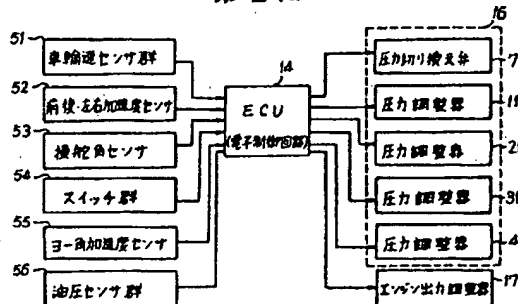 16
51
車輪速センサ群
52
前後・左右加速度センサ
53
操舵角センサ
54
スイッチ群
55
ヨー角加速度センサ
56
油圧センサ群
14
ECU
(電子制御回路)
圧力切り換え弁
圧力調整器
圧力調整器
圧力調整器
圧力調整器
エンジン出力調整器
17